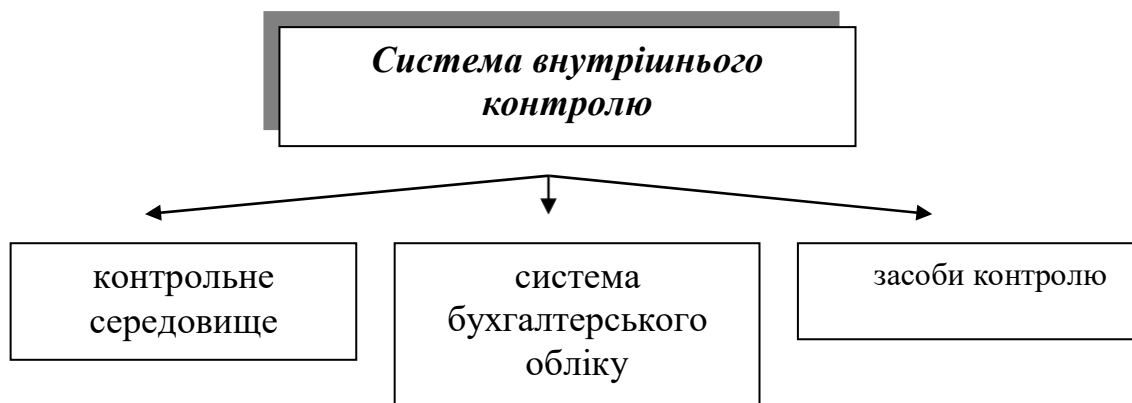 Система внутрішнього
контролю
контрольне
середовище
система
бухгалтерського
обліку
засоби контролю